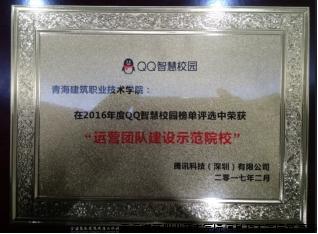 QQ智慧校园
青海建筑职业技术学院：
在2016年度QQ智慧校园榜单评选中荣获
“运营团队建设示范院校”
腾讯科技（深圳）有限公司
二零一七年二月